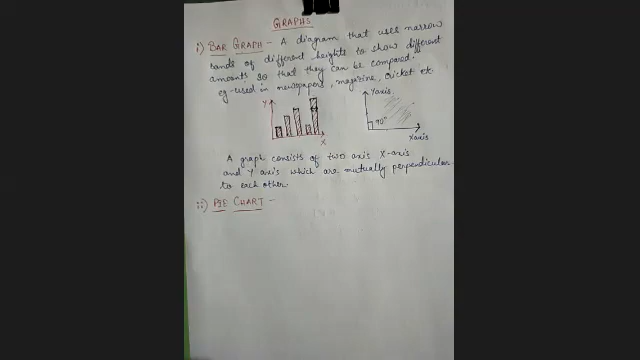 GRAPHS
i) BAR GRAPH - A diagram that uses narrow
bands of different heights to show different
amounts so that they can be compared.
eg - used in newspapers, magazine, cricket etc.
Y
X
Y axis
90°
X axis
A graph consists of two axis X-axis
and Y axis which are mutually perpendicular
to each other.
ii) PIE CHART -